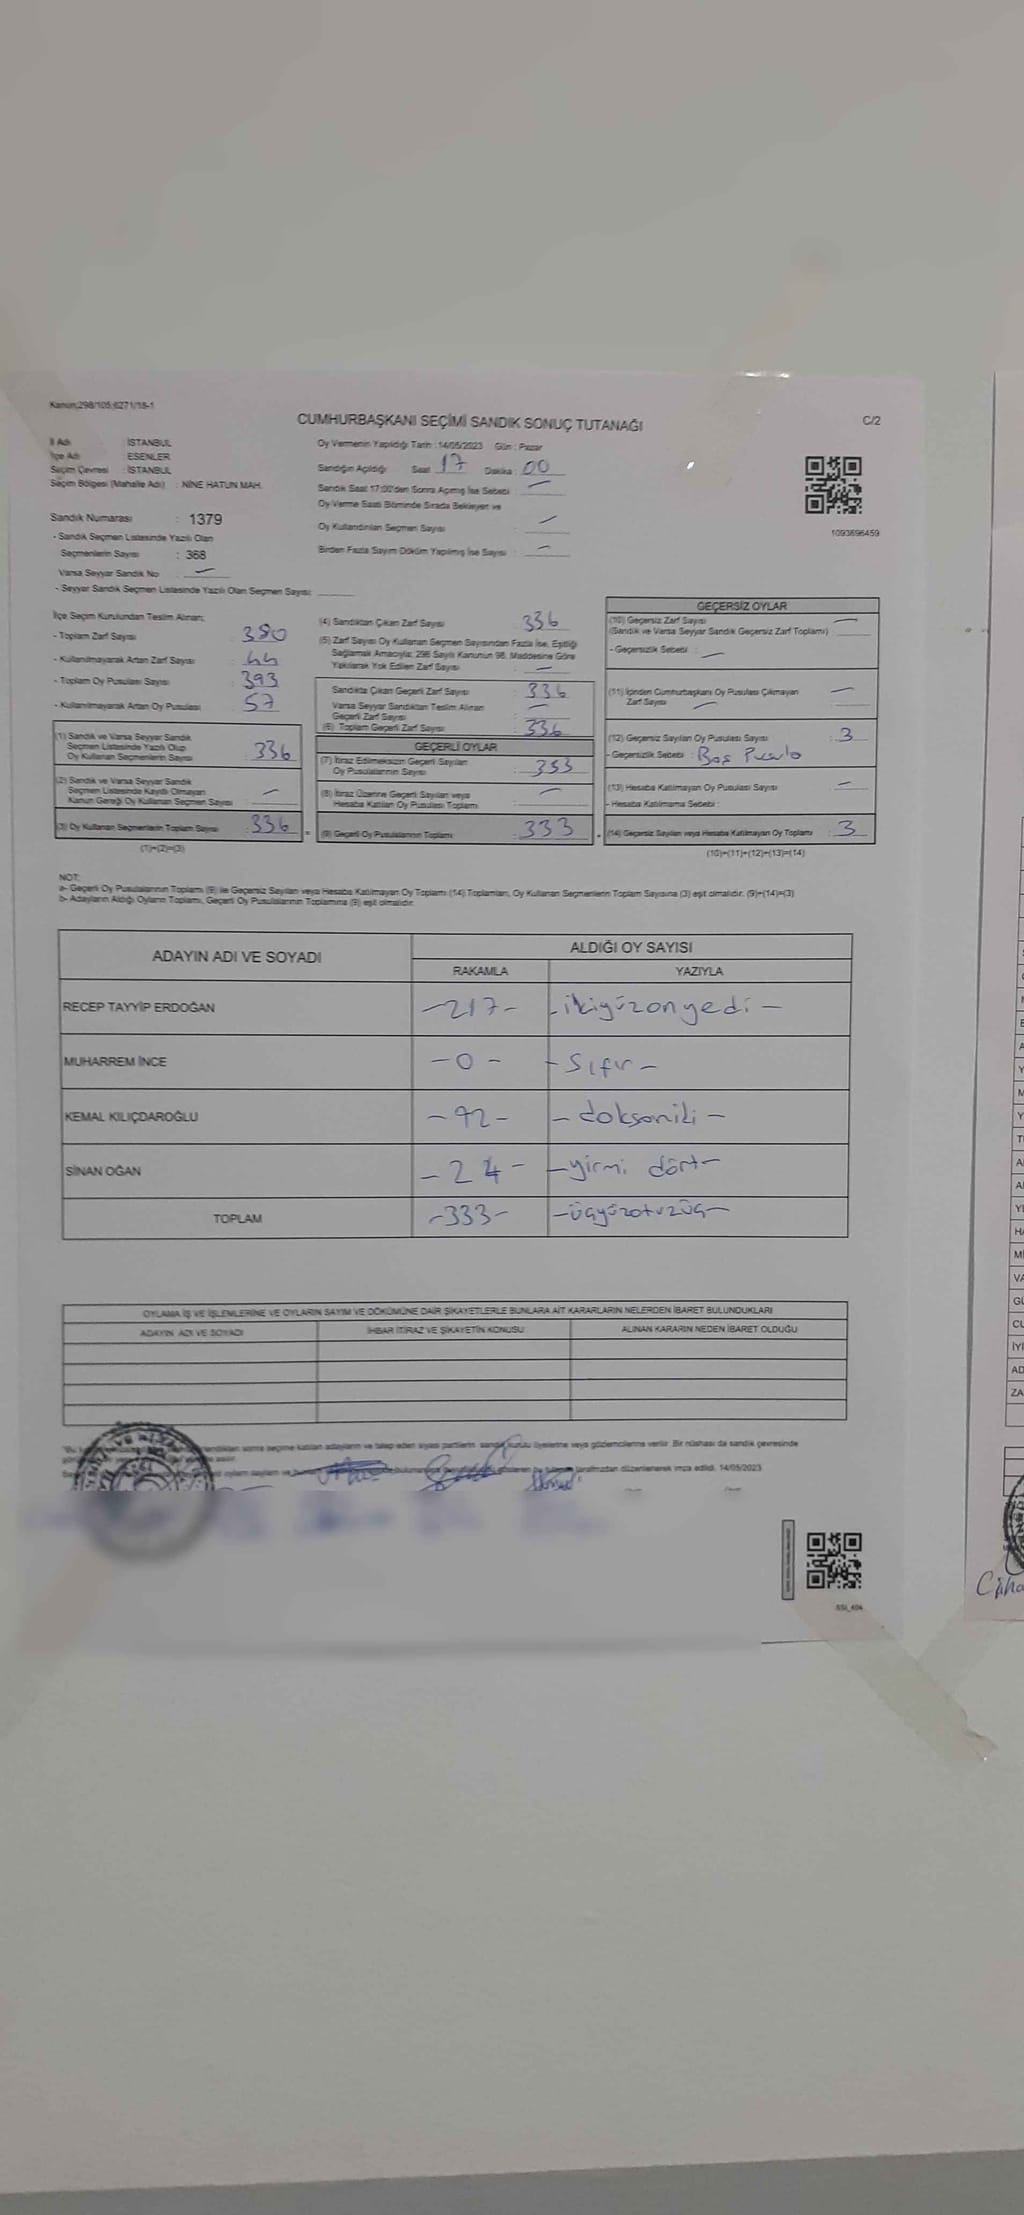 Kanun;298/105;6271/18-1
CUMHURBAŞKANI SEÇİMİ SANDIK SONUÇ TUTANAĞI
C/2
İl Adı : İSTANBUL
İlçe Adı : ESENLER
Seçim Çevresi : İSTANBUL
Seçim Bölgesi (Mahalle Adı) : NİNE HATUN MAH.
Sandık Numarası : 1379
- Sandık Seçmen Listesinde Yazılı Olan
Seçmenlerin Sayısı : 368
Varsa Seyyar Sandık No : —
- Seyyar Sandık Seçmen Listesinde Yazılı Olan Seçmen Sayısı:
Oy Vermenin Yapıldığı Tarih : 14/05/2023 Gün : Pazar
Sandığın Açıldığı Saat : 17 Dakika : 00
Sandık Saat 17:00'den Sonra Açılmış İse Sebebi : —
Oy Verme Saati Bitiminde Sırada Bekleyen ve
Oy Kullandırılan Seçmen Sayısı : —
Birden Fazla Sayım Döküm Yapılmış İse Sayısı : —
1093696459
İlçe Seçim Kurulundan Teslim Alınan;
- Toplam Zarf Sayısı : 380
- Kullanılmayarak Artan Zarf Sayısı : 44
- Toplam Oy Pusulası Sayısı : 393
- Kullanılmayarak Artan Oy Pusulası : 57
(1) Sandık ve Varsa Seyyar Sandık
Seçmen Listesinde Yazılı Olup
Oy Kullanan Seçmenlerin Sayısı : 336
(2) Sandık ve Varsa Seyyar Sandık
Seçmen Listesinde Kayıtlı Olmayan
Kanun Gereği Oy Kullanan Seçmen Sayısı : —
(3) Oy Kullanan Seçmenlerin Toplam Sayısı : 336
(1)+(2)=(3)
(4) Sandıktan Çıkan Zarf Sayısı : 336
(5) Zarf Sayısı Oy Kullanan Seçmen Sayısından Fazla İse, Eşitliği
Sağlamak Amacıyla; 298 Sayılı Kanunun 98. Maddesine Göre
Yakılarak Yok Edilen Zarf Sayısı : —
Sandıkta Çıkan Geçerli Zarf Sayısı : 336
Varsa Seyyar Sandıktan Teslim Alınan
Geçerli Zarf Sayısı : —
(6) Toplam Geçerli Zarf Sayısı : 336
GEÇERLİ OYLAR
(7) İtiraz Edilmeksizin Geçerli Sayılan
Oy Pusulalarının Sayısı : 333
(8) İtiraz Üzerine Geçerli Sayılan veya
Hesaba Katılan Oy Pusulası Toplamı : —
(9) Geçerli Oy Pusulalarının Toplamı : 333
GEÇERSİZ OYLAR
(10) Geçersiz Zarf Sayısı : —
(Sandık ve Varsa Seyyar Sandık Geçersiz Zarf Toplamı)
- Geçersizlik Sebebi : —
(11) İçinden Cumhurbaşkanı Oy Pusulası Çıkmayan : —
Zarf Sayısı —
(12) Geçersiz Sayılan Oy Pusulası Sayısı : 3
- Geçersizlik Sebebi : Boş Pusula
(13) Hesaba Katılmayan Oy Pusulası Sayısı : —
- Hesaba Katılmama Sebebi :
(14) Geçersiz Sayılan veya Hesaba Katılmayan Oy Toplamı : 3
(10)+(11)+(12)+(13)=(14)
NOT:
a- Geçerli Oy Pusulalarının Toplamı (9) ile Geçersiz Sayılan veya Hesaba Katılmayan Oy Toplamı (14) Toplamları, Oy Kullanan Seçmenlerin Toplam Sayısına (3) eşit olmalıdır. (9)+(14)=(3)
b- Adayların Aldığı Oyların Toplamı, Geçerli Oy Pusulalarının Toplamına (9) eşit olmalıdır.
ADAYIN ADI VE SOYADI
ALDIĞI OY SAYISI
RAKAMLA YAZIYLA
RECEP TAYYİP ERDOĞAN -217- -ikiyüzonyedi-
MUHARREM İNCE -0- -Sıfır-
KEMAL KILIÇDAROĞLU -92- -doksaniki-
SİNAN OĞAN -24- -yirmi dört-
TOPLAM -333- -üçyüzotuzüç-
OYLAMA İŞ VE İŞLEMLERİNE VE OYLARIN SAYIM VE DÖKÜMÜNE DAİR ŞİKAYETLERLE BUNLARA AİT KARARLARIN NELERDEN İBARET BULUNDUKLARI
ADAYIN ADI VE SOYADI İHBAR İTİRAZ VE ŞİKAYETİN KONUSU ALINAN KARARIN NEDEN İBARET OLDUĞU
sonra seçime katılan adayların ve talep eden siyasi partilerin sandık kurulu üyelerine veya gözlemcilerine verilir. Bir nüshası da sandık çevresinde
tarafımızdan düzenlenerek imza edildi. 14/05/2023